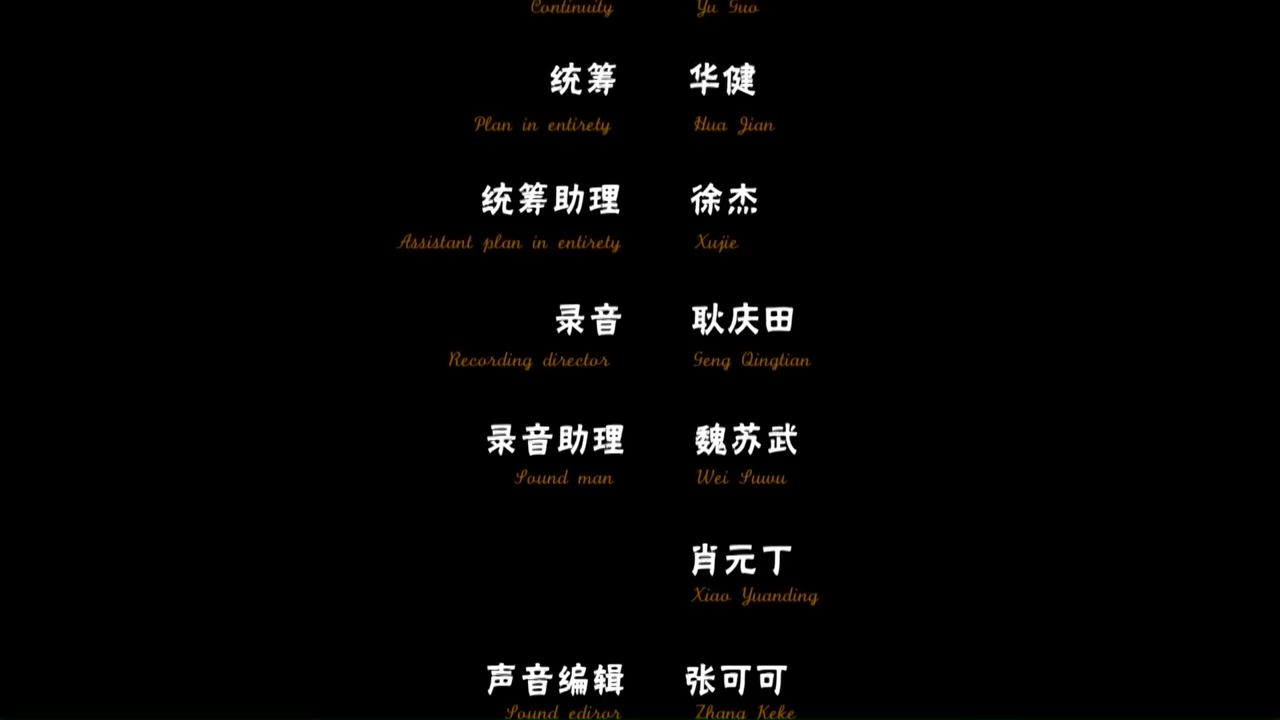 Continuity Yu Guo
统筹 华健
Plan in entirety Hua Jian
统筹助理 徐杰
Assistant plan in entirety Xujie
录音 耿庆田
Recording director Geng Qingtian
录音助理 魏苏武
Sound man Wei Suwu
肖元丁
Xiao Yuanding
声音编辑 张可可
Sound ediror Zhang Keke